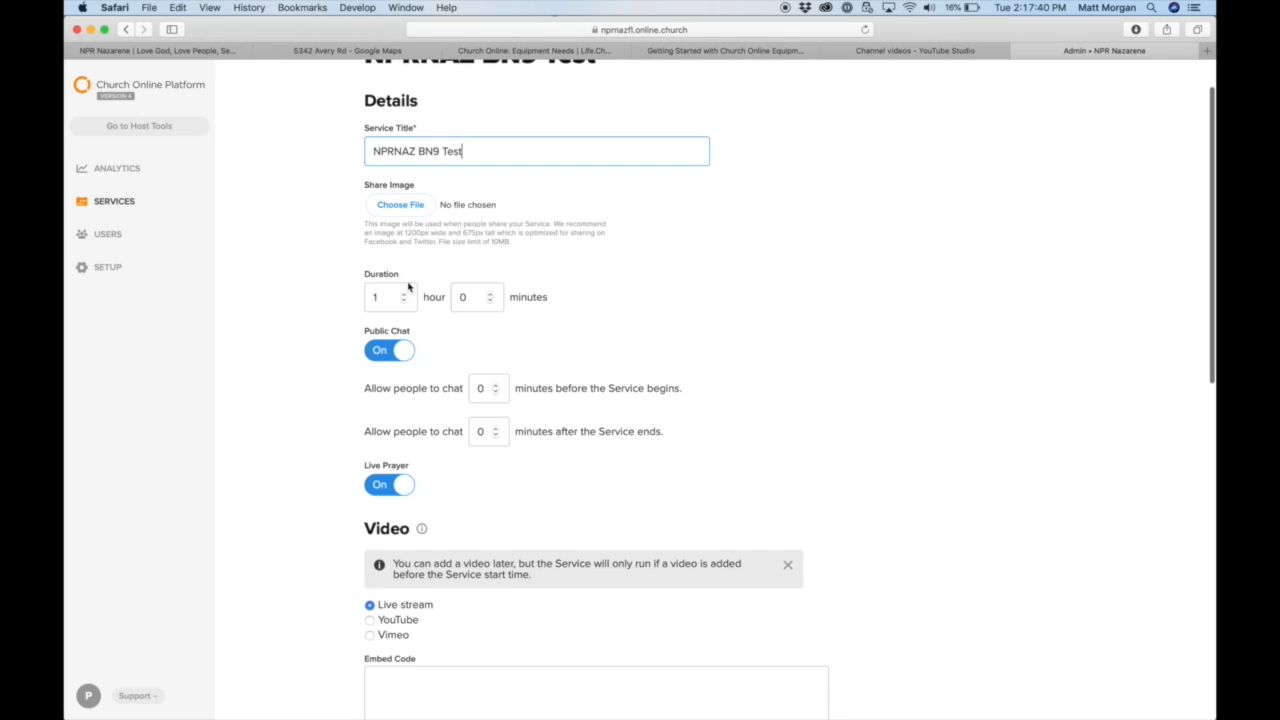 Safari File Edit View History Bookmarks Develop Window Help 16% Tue 2:17:40 PM Matt Morgan
nprnazfl.online.church
NPR Nazarene | Love God, Love People, Se... 5342 Avery Rd - Google Maps Church Online: Equipment Needs | Life.Ch... Getting Started with Church Online Equipm... Channel videos - YouTube Studio Admin • NPR Nazarene
NPRNAZ BN9 Test
Church Online Platform
VERSION 4
Go to Host Tools
ANALYTICS
SERVICES
USERS
SETUP
Details
Service Title*
NPRNAZ BN9 Test
Share Image
Choose File No file chosen
This image will be used when people share your Service. We recommend
an image at 1200px wide and 675px tall which is optimized for sharing on
Facebook and Twitter. File size limit of 10MB.
Duration
1 hour 0 minutes
Public Chat
On
Allow people to chat 0 minutes before the Service begins.
Allow people to chat 0 minutes after the Service ends.
Live Prayer
On
Video
You can add a video later, but the Service will only run if a video is added
before the Service start time.
Live stream
YouTube
Vimeo
Embed Code
P Support